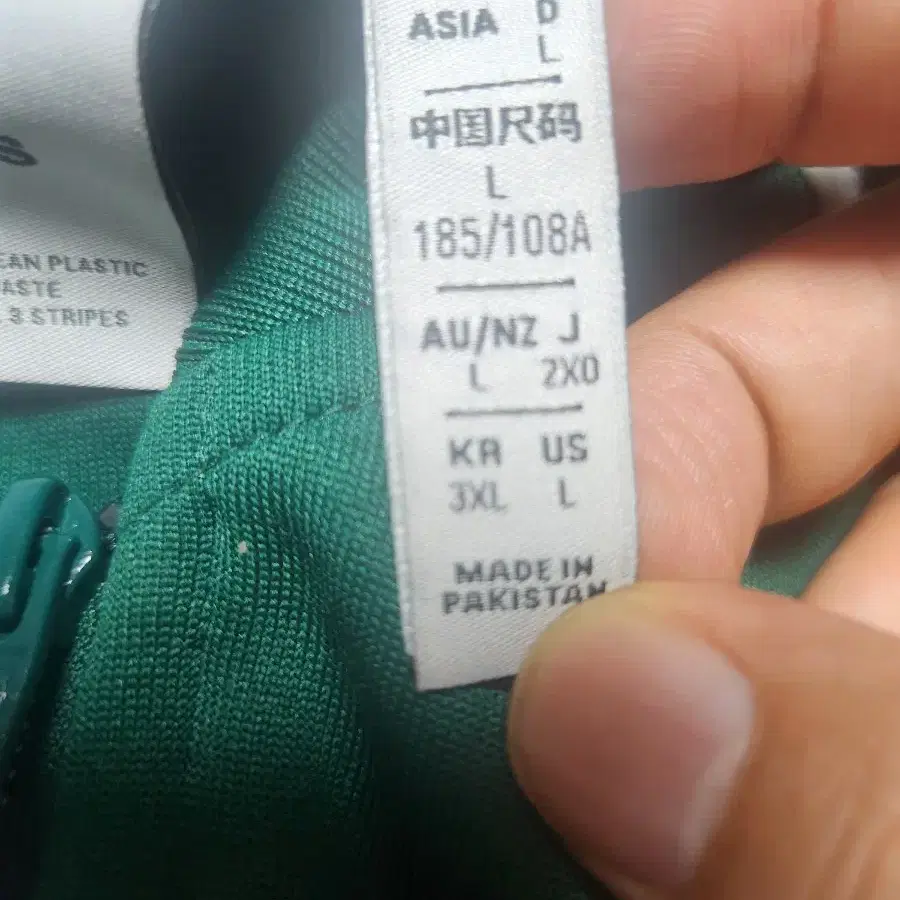 S
EAN PLASTIC
ASTE
3 STRIPES
ASIA D
L
中国尺码
L
185/108A
AU/NZ J
L 2XO
KR US
3XL L
MADE IN
PAKISTAN